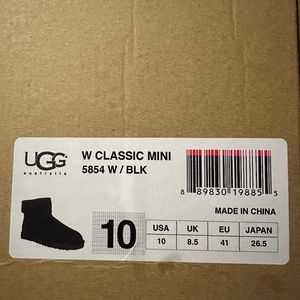 UGG
australia
W CLASSIC MINI
5854 W / BLK
8 89830 19885 5
MADE IN CHINA
10
USA UK EU JAPAN
10 8.5 41 26.5